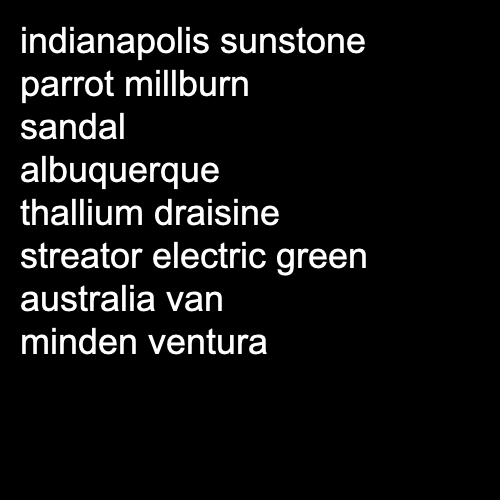 indianapolis sunstone
parrot millburn
sandal
albuquerque
thallium draisine
streator electric green
australia van
minden ventura